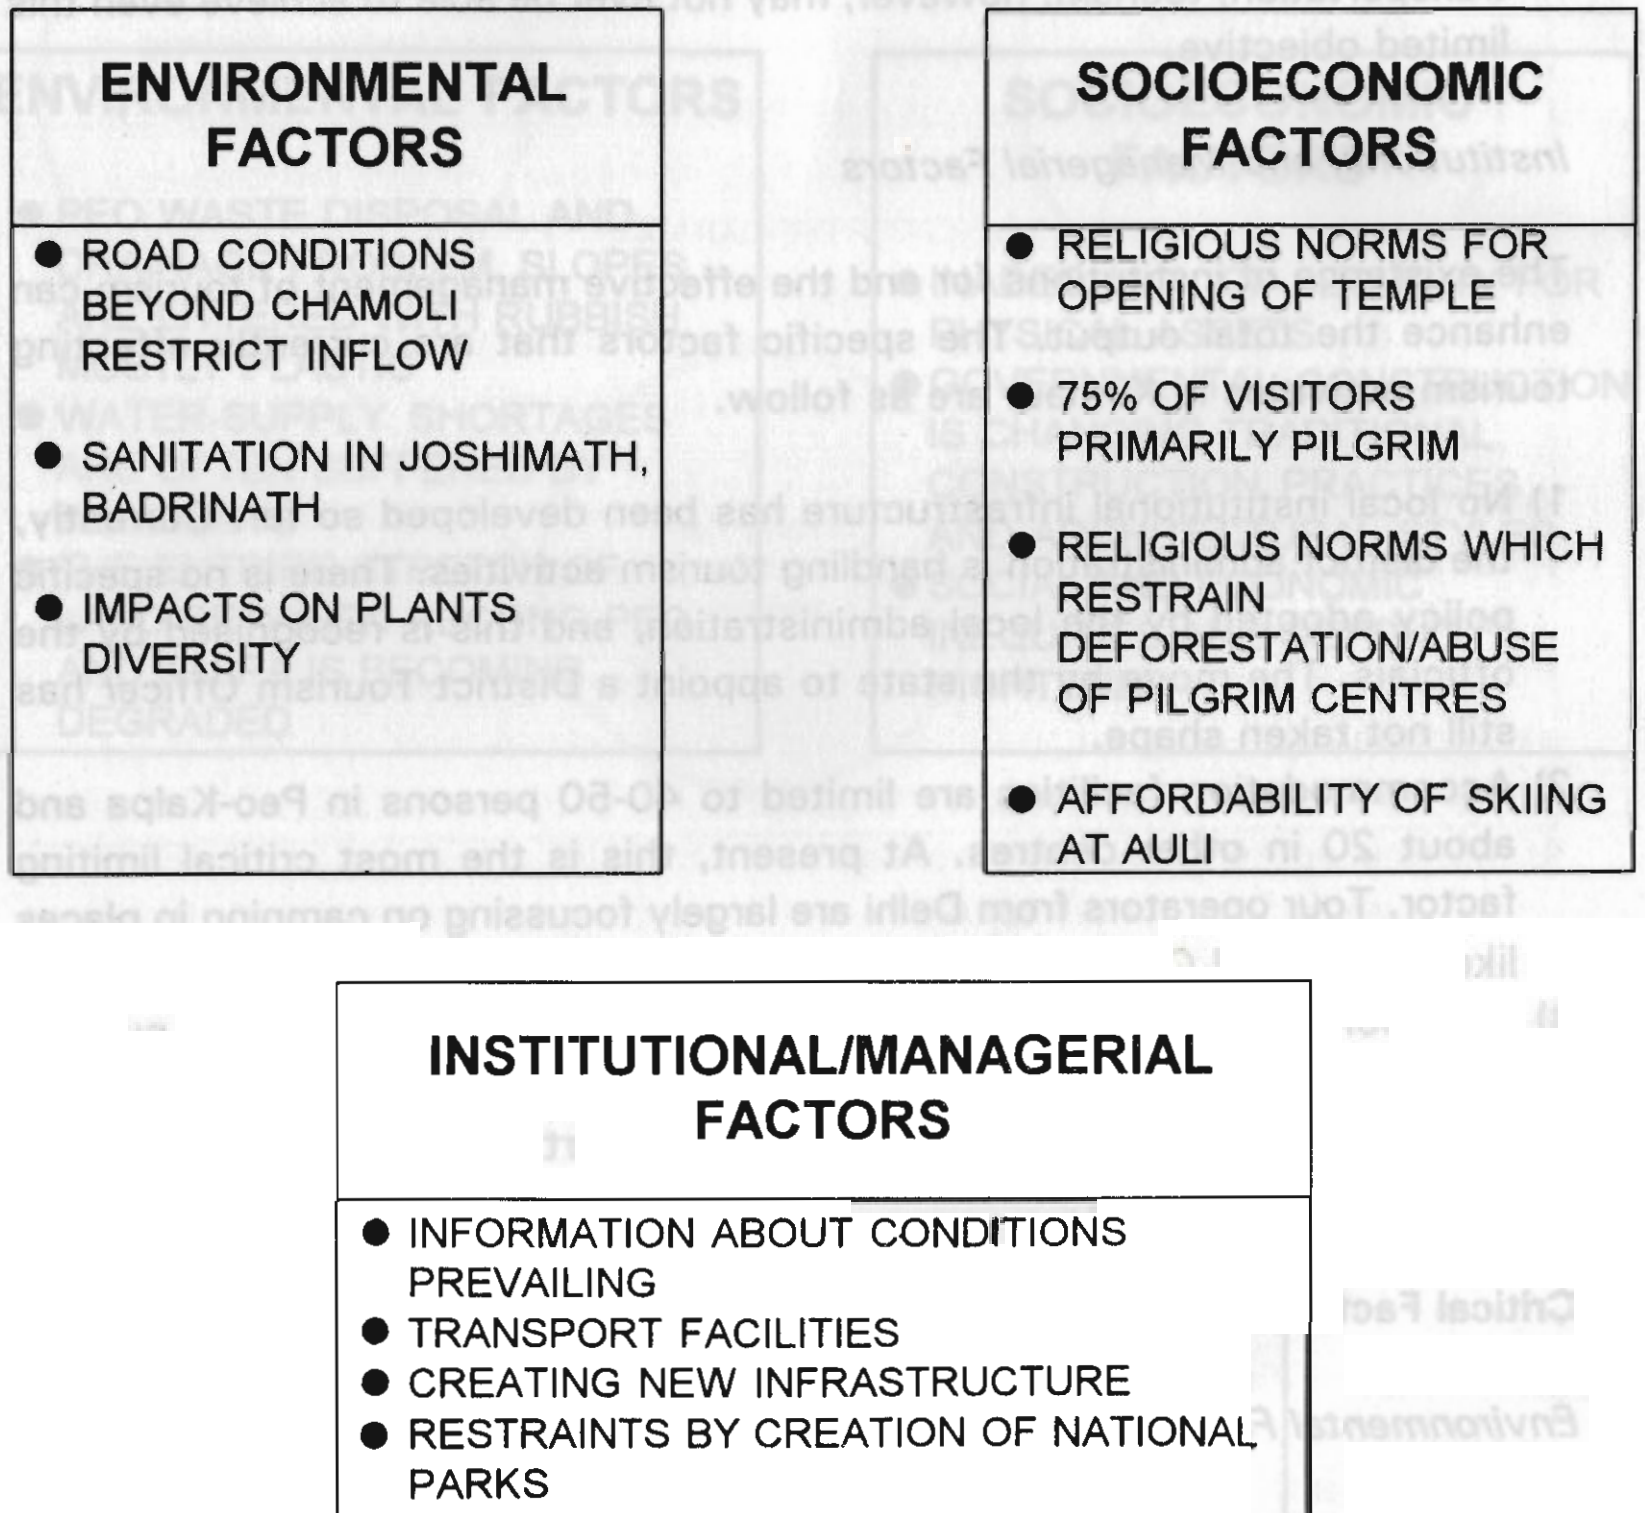 ENVIRONMENTAL
FACTORS
● ROAD CONDITIONS
BEYOND CHAMOLI
RESTRICT INFLOW
● SANITATION IN JOSHIMATH,
BADRINATH
● IMPACTS ON PLANTS
DIVERSITY
SOCIOECONOMIC
FACTORS
● RELIGIOUS NORMS FOR
OPENING OF TEMPLE
● 75% OF VISITORS
PRIMARILY PILGRIM
● RELIGIOUS NORMS WHICH
RESTRAIN
DEFORESTATION/ABUSE
OF PILGRIM CENTRES
● AFFORDABILITY OF SKIING
AT AULI
INSTITUTIONAL/MANAGERIAL
FACTORS
● INFORMATION ABOUT CONDITIONS
PREVAILING
● TRANSPORT FACILITIES
● CREATING NEW INFRASTRUCTURE
● RESTRAINTS BY CREATION OF NATIONAL
PARKS